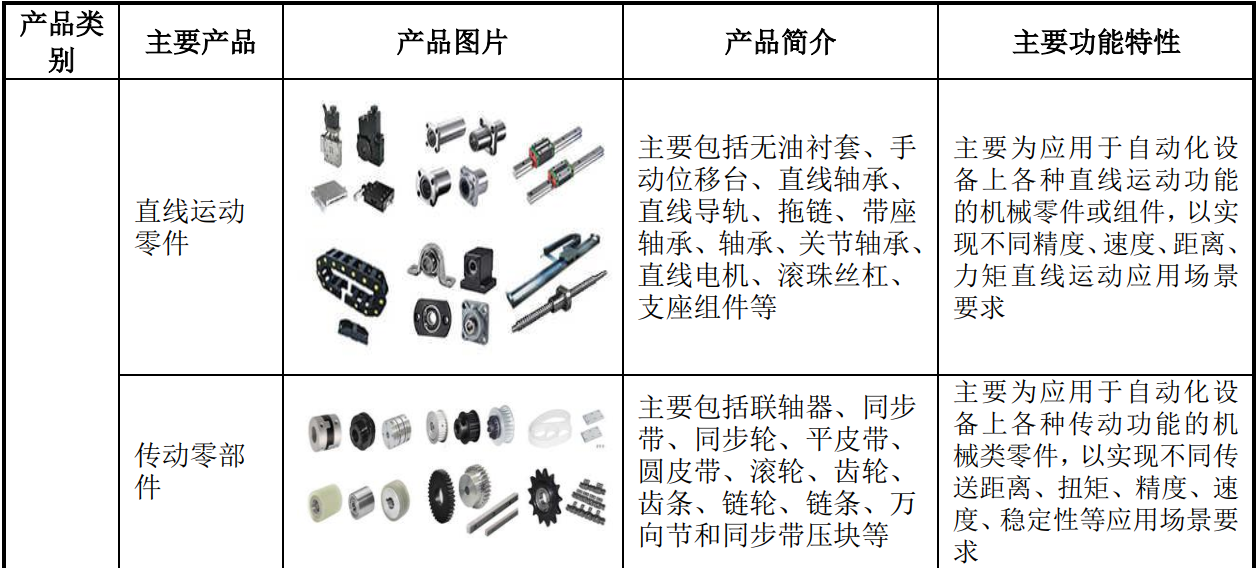 产品类
别
主要产品
产品图片
产品简介
主要功能特性
直线运动
零件
主要包括无油衬套、手
动位移台、直线轴承、
直线导轨、拖链、带座
轴承、轴承、关节轴承、
直线电机、滚珠丝杠、
支座组件等
主要为应用于自动化设
备上各种直线运动功能
的机械零件或组件，以实
现不同精度、速度、距离、
力矩直线运动应用场景
要求
传动零部
件
主要包括联轴器、同步
带、同步轮、平皮带、
圆皮带、滚轮、齿轮、
齿条、链轮、链条、万
向节和同步带压块等
主要为应用于自动化设
备上各种传动功能的机
械类零件，以实现不同传
送距离、扭矩、精度、速
度、稳定性等应用场景要
求